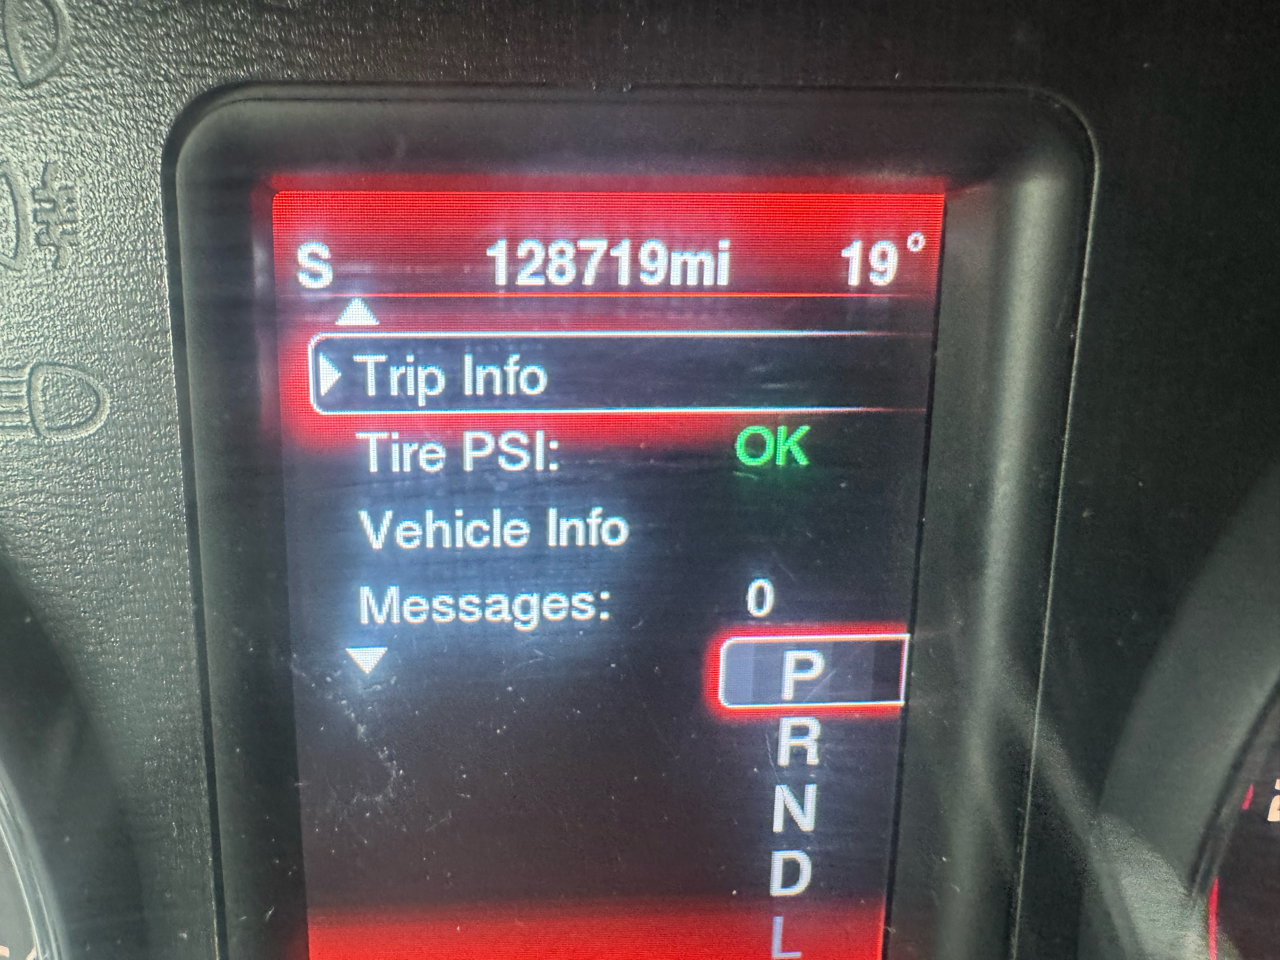 S 128719mi 19°
Trip Info
Tire PSI: OK
Vehicle Info
Messages: 0
P
R
N
D
L